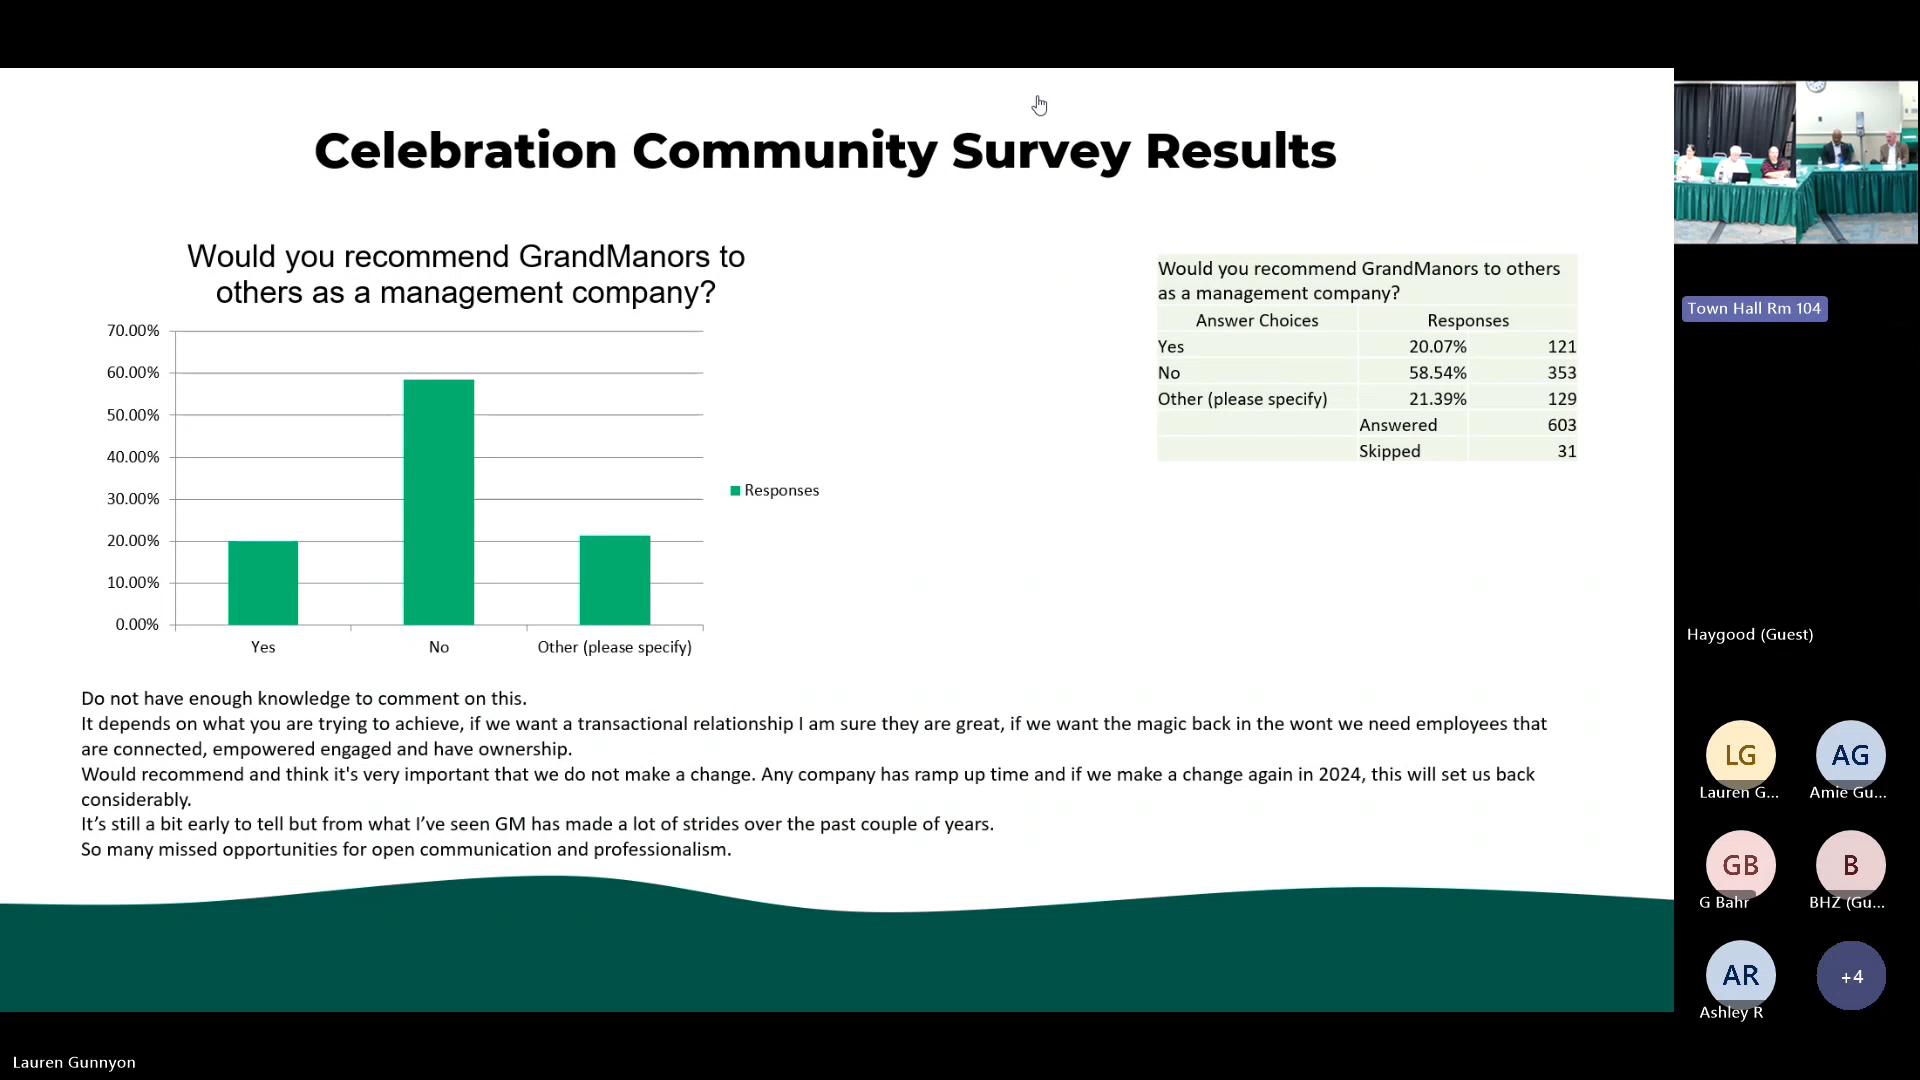 Celebration Community Survey Results
Would you recommend GrandManors to
others as a management company?
70.00%
60.00%
50.00%
40.00%
30.00%
20.00%
10.00%
0.00%
Yes
No
Other (please specify)
Responses
Would you recommend GrandManors to others
as a management company?
Answer Choices Responses
Yes 20.07% 121
No 58.54% 353
Other (please specify) 21.39% 129
Answered 603
Skipped 31
Do not have enough knowledge to comment on this.
It depends on what you are trying to achieve, if we want a transactional relationship I am sure they are great, if we want the magic back in the wont we need employees that
are connected, empowered engaged and have ownership.
Would recommend and think it's very important that we do not make a change. Any company has ramp up time and if we make a change again in 2024, this will set us back
considerably.
It’s still a bit early to tell but from what I’ve seen GM has made a lot of strides over the past couple of years.
So many missed opportunities for open communication and professionalism.
Town Hall Rm 104
Haygood (Guest)
LG
Lauren G...
AG
Amie Gu...
GB
G Bahr
B
BHZ (Gu...
AR
Ashley R
+4
Lauren Gunnyon